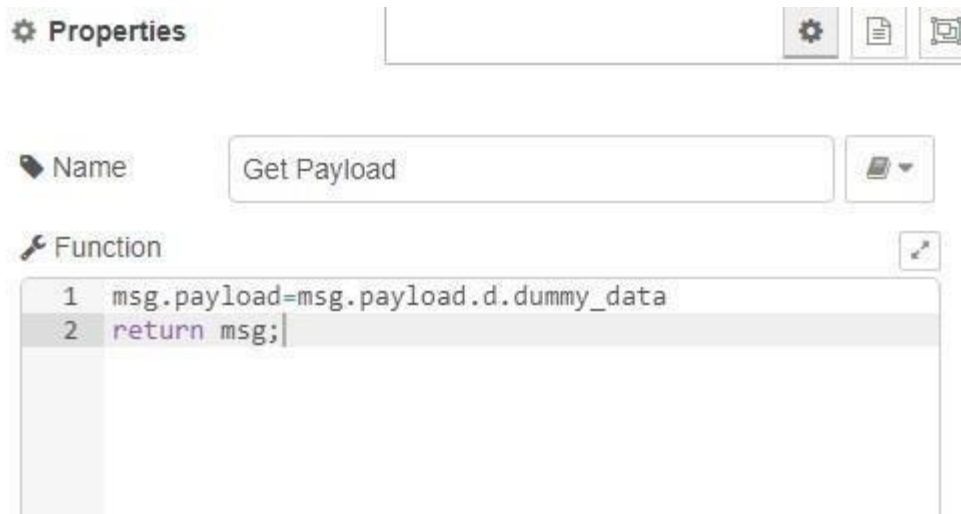 Properties
Name
Get Payload
Function
1 msg.payload=msg.payload.d.dummy_data
2 return msg;